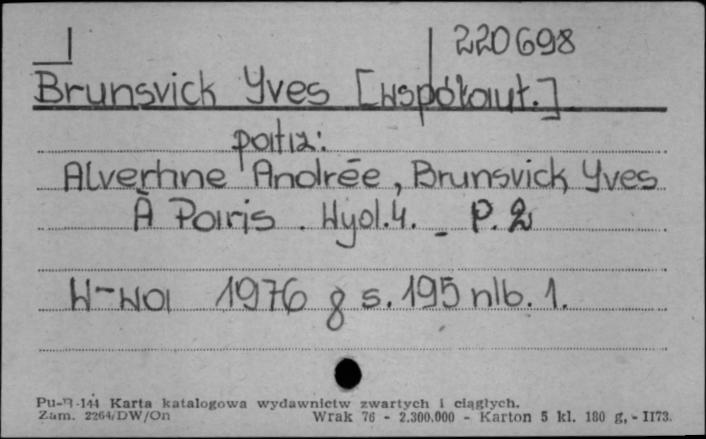 220698
Brunsvick Yves [współaut.]
patrz:
Alverhne Andrée, Brunsvick Yves
À Paris. Wyd. 4. - P. 2
W-wa 1976 8 s. 195 nlb. 1.
Pu-91-144 Karta katalogowa wydawnictw zwartych i ciągłych.
Zam. 2264/DW/On Wrak 76 - 2.300.000 - Karton 5 kl. 180 g, - II73.